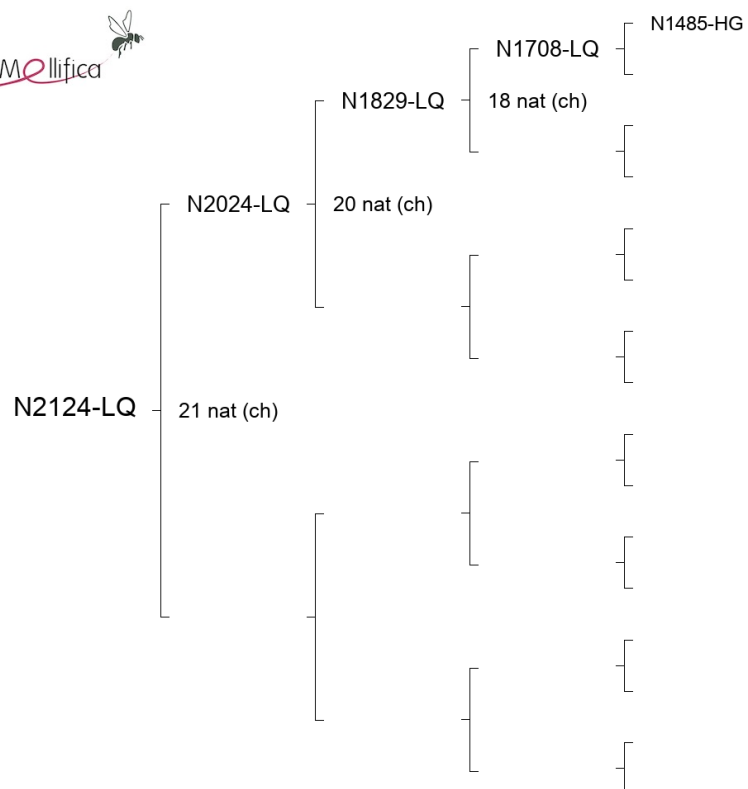 Mellifica
N1485-HG
N1708-LQ
N1829-LQ
18 nat (ch)
N2024-LQ
20 nat (ch)
N2124-LQ
21 nat (ch)